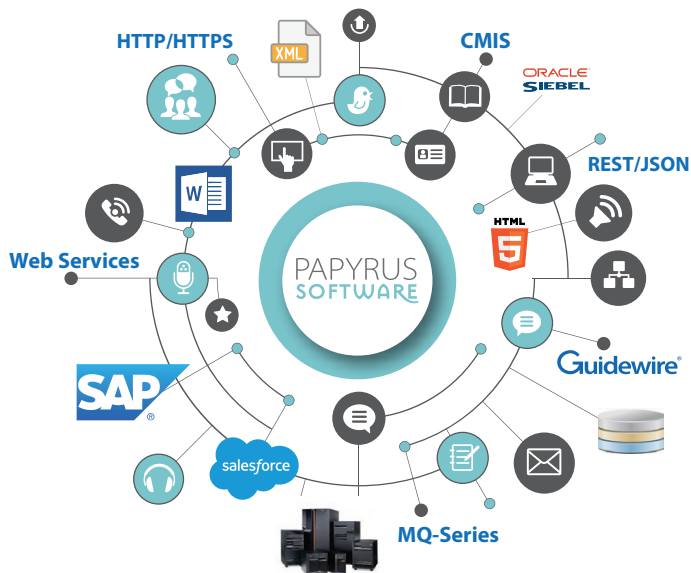 HTTP/HTTPS
XML
CMIS
ORACLE
SIEBEL
REST/JSON
W
HTML
5
Web Services
PAPYRUS
SOFTWARE
Guidewire®
SAP®
salesforce
MQ-Series